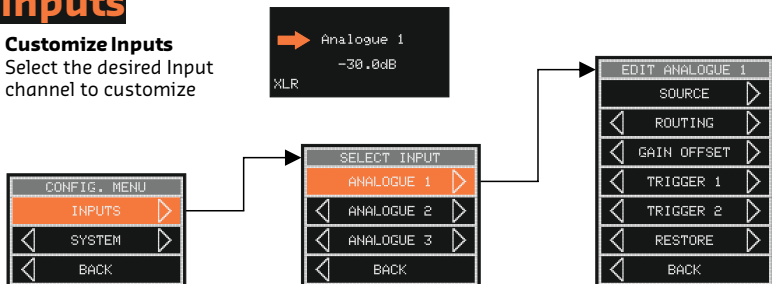 Inputs
Customize Inputs
Select the desired Input
channel to customize
Analogue 1
-30.0dB
XLR
CONFIG. MENU
INPUTS
SYSTEM
BACK
SELECT INPUT
ANALOGUE 1
ANALOGUE 2
ANALOGUE 3
BACK
EDIT ANALOGUE 1
SOURCE
ROUTING
GAIN OFFSET
TRIGGER 1
TRIGGER 2
RESTORE
BACK